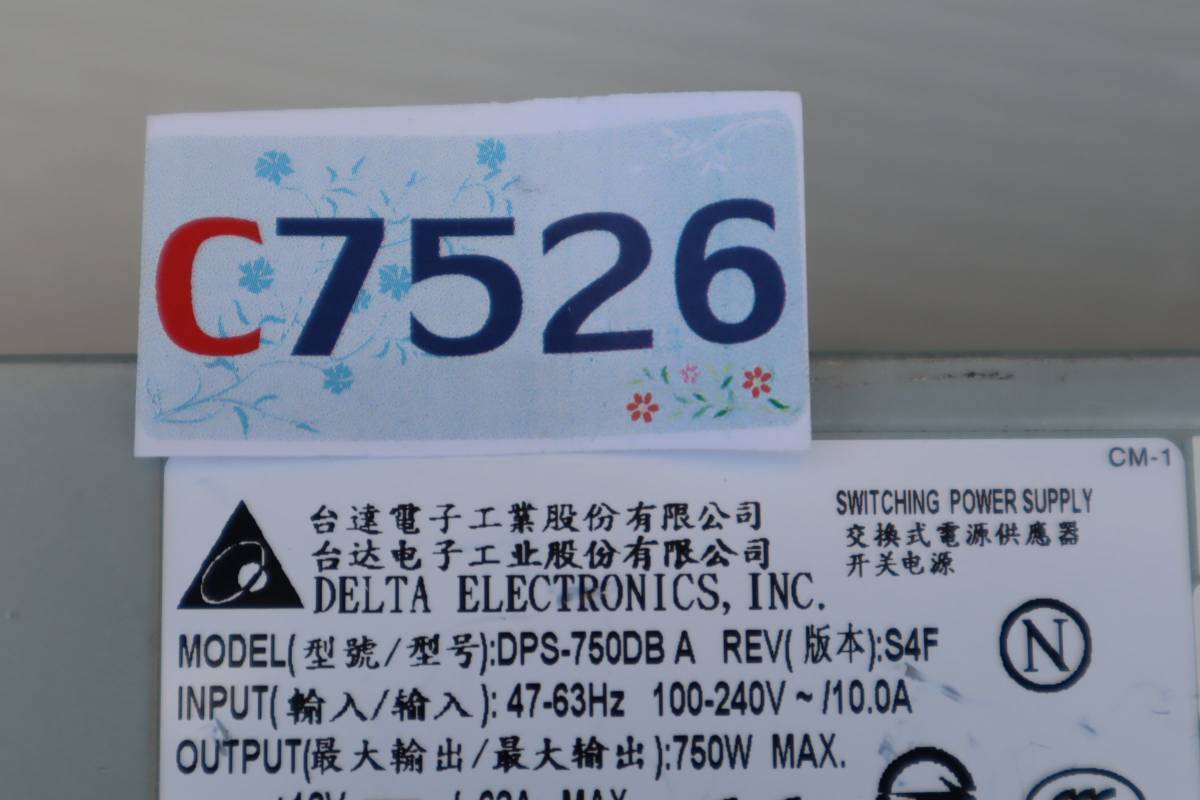 C7526
CM-1
台達電子工業股份有限公司
台达电子工业股份有限公司
DELTA ELECTRONICS, INC.
SWITCHING POWER SUPPLY
交換式電源供應器
开关电源
MODEL(型號/型号):DPS-750DB A REV(版本):S4F
N
INPUT(輸入/输入): 47-63Hz 100-240V ~ /10.0A
OUTPUT(最大輸出/最大输出):750W MAX.
MAX